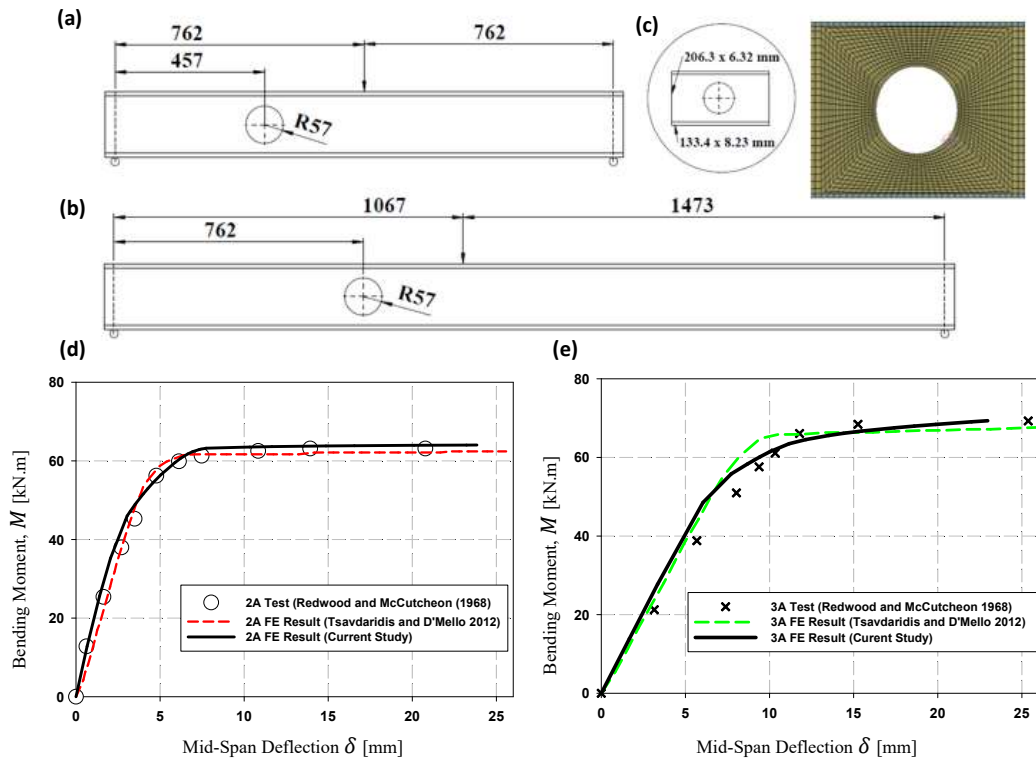 (a)
762
762
457
R57
(c)
206.3 x 6.32 mm
133.4 x 8.23 mm
(b)
1067
1473
762
R57
(d)
80
60
40
20
0
0
5
10
15
20
25
Bending Moment, M [kN.m]
Mid-Span Deflection δ [mm]
2A Test (Redwood and McCutcheon (1968)
2A FE Result (Tsavdaridis and D'Mello 2012)
2A FE Result (Current Study)
(e)
80
60
40
20
0
0
5
10
15
20
25
Bending Moment, M [kN.m]
Mid-Span Deflection δ [mm]
3A Test (Redwood and McCutcheon 1968)
3A FE Result (Tsavdaridis and D'Mello 2012)
3A FE Result (Curent Study)